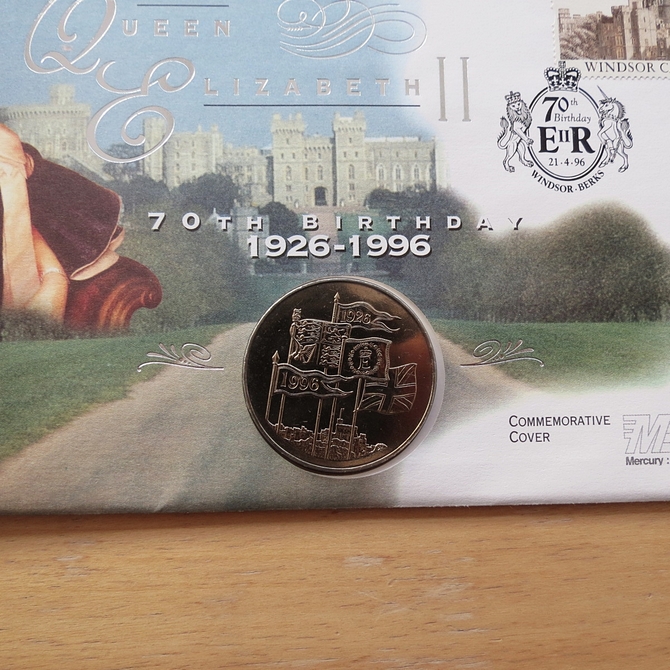 QUEEN
ELIZABETH II
WINDSOR C
70th
Birthday
EIIR
21·4·96
WINDSOR·BERKS
70TH BIRTHDAY
1926-1996
1926
1996
COMMEMORATIVE
COVER
Mercury